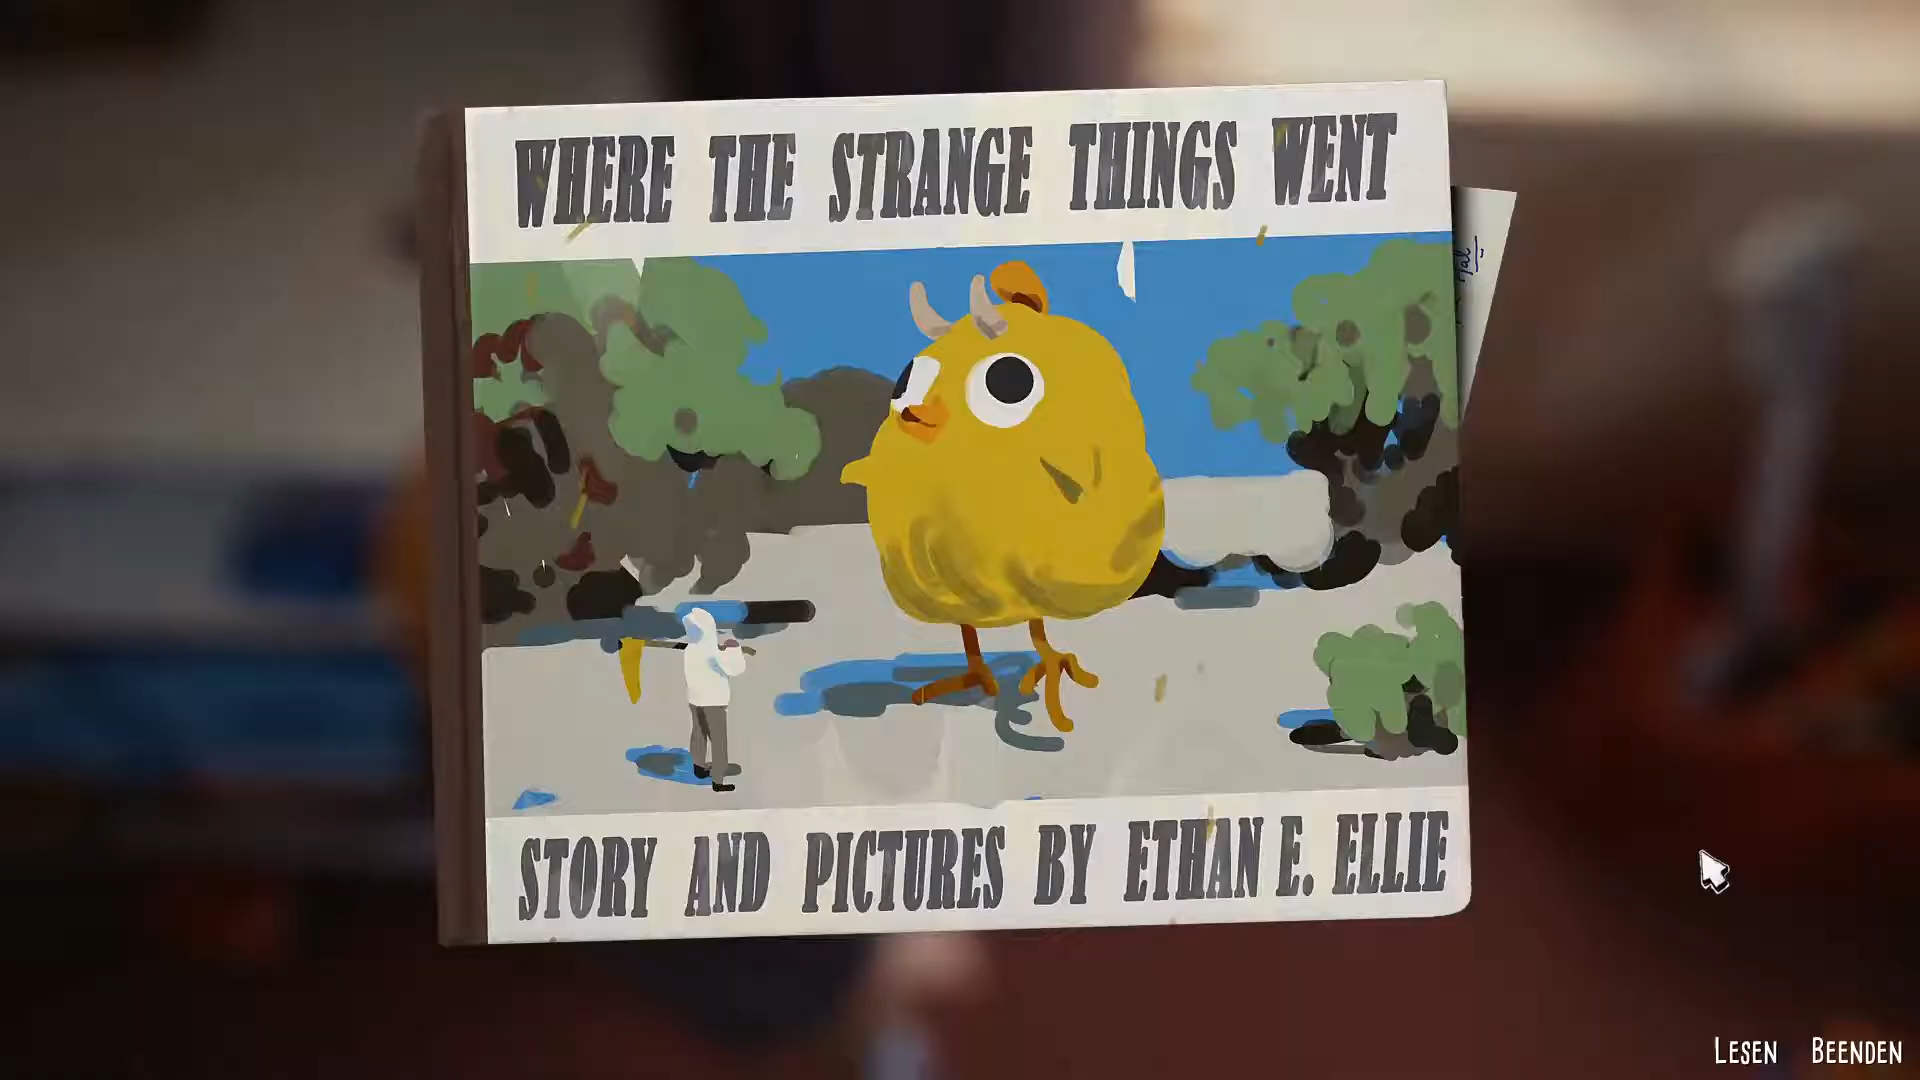 WHERE THE STRANGE THINGS WENT
STORY AND PICTURES BY ETHAN E. ELLIE
LESEN BEENDEN